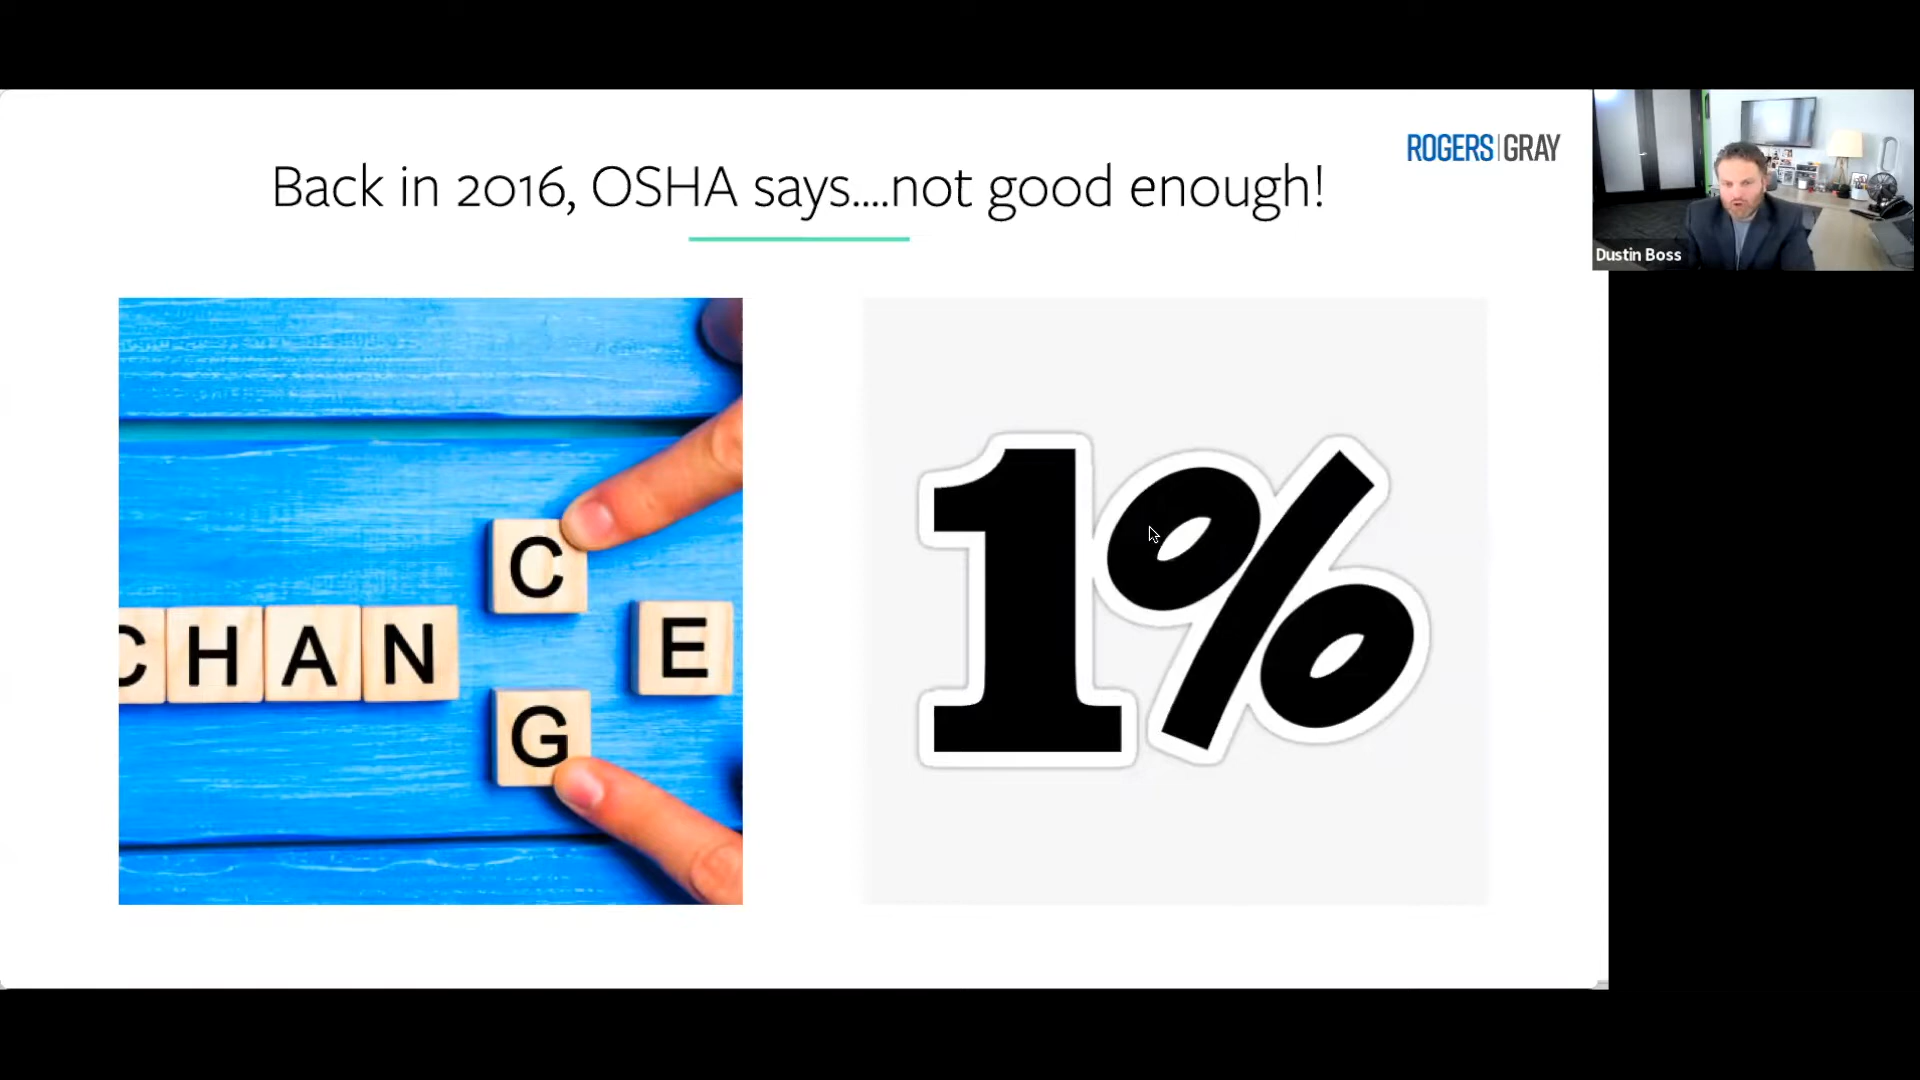 Back in 2016, OSHA says....not good enough!
ROGERS|GRAY
Dustin Boss
C
CHAN E
G
1%